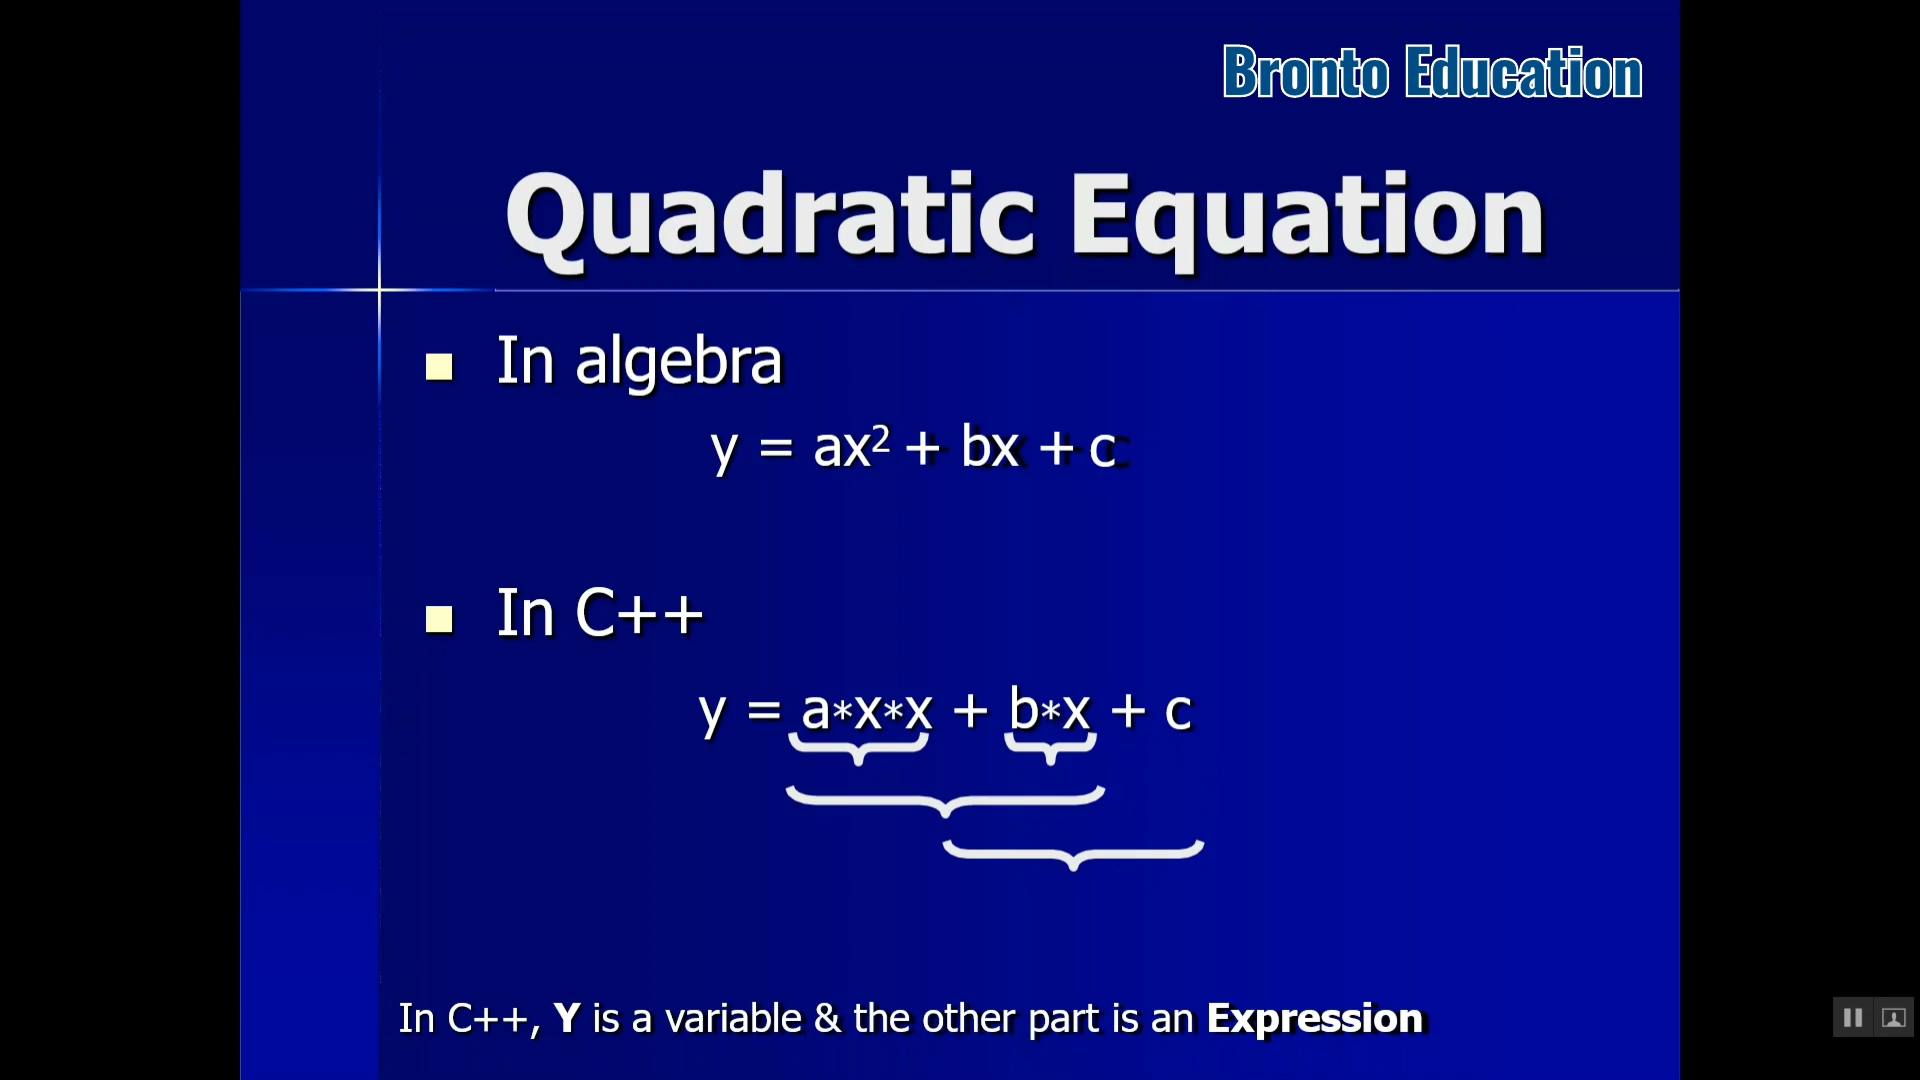 Bronto Education
Quadratic Equation
In algebra
y = ax² + bx + c
In C++
y = a*x*x + b*x + c
In C++, Y is a variable & the other part is an Expression